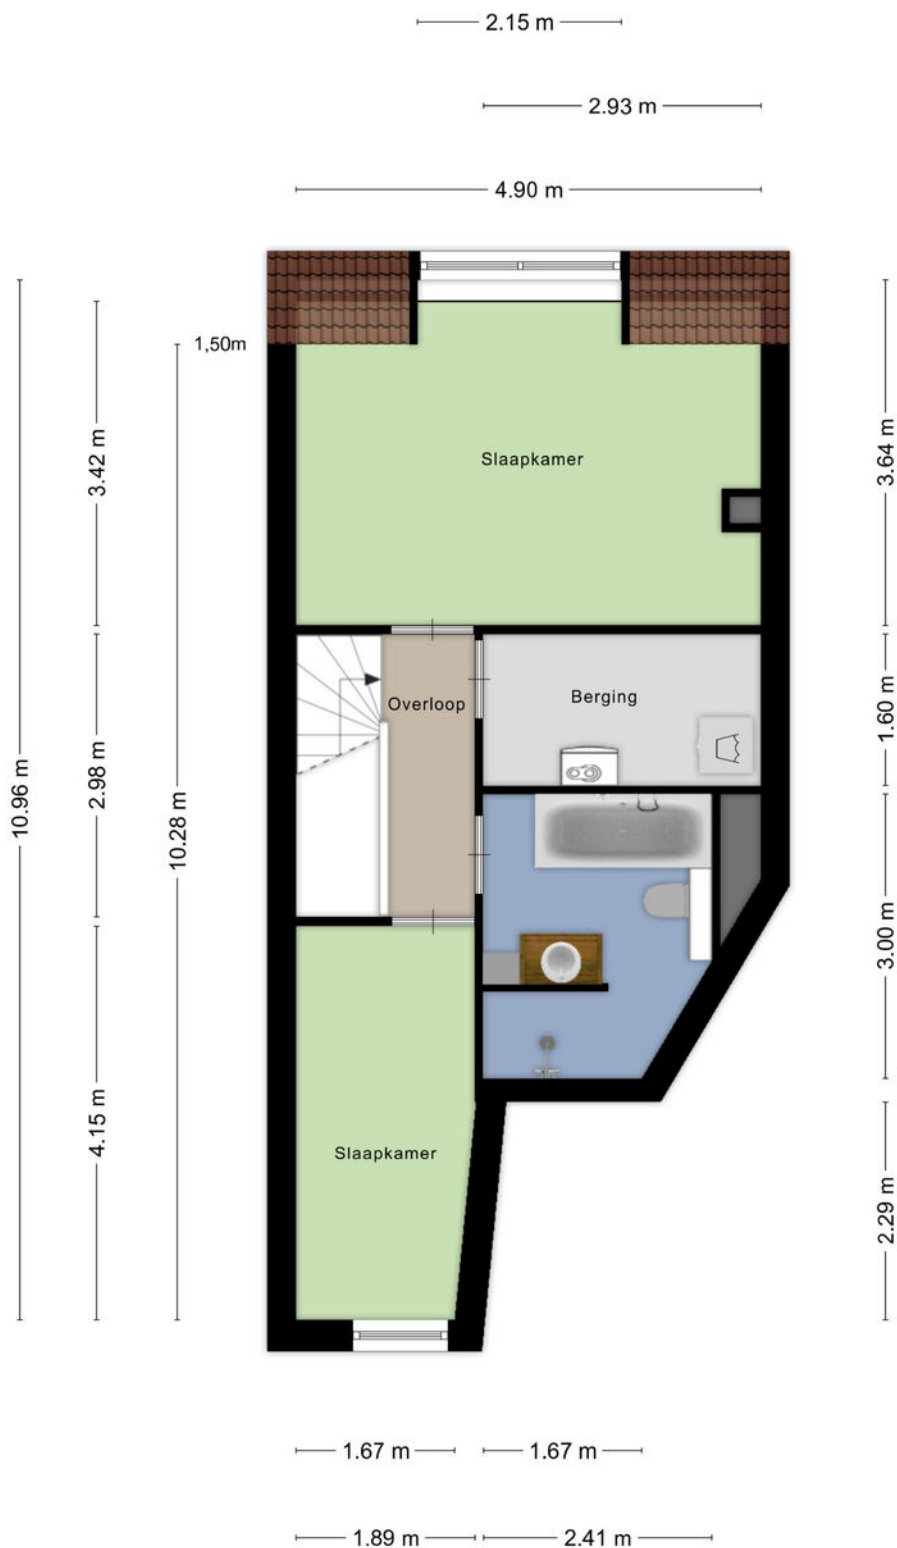 2.15 m
2.93 m
4.90 m
1,50m
3.42 m
3.64 m
Slaapkamer
Overloop
Berging
1.60 m
2.98 m
10.96 m
10.28 m
3.00 m
4.15 m
Slaapkamer
2.29 m
1.67 m
1.67 m
1.89 m
2.41 m